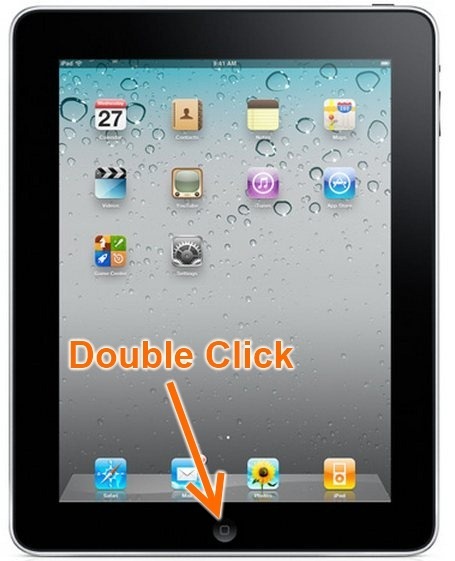 iPad 9:41 AM
Wednesday
27
Calendar Contacts Notes Maps
280
Videos YouTube iTunes App Store
Game Center Settings
Double Click
Safari Mail Photos iPod